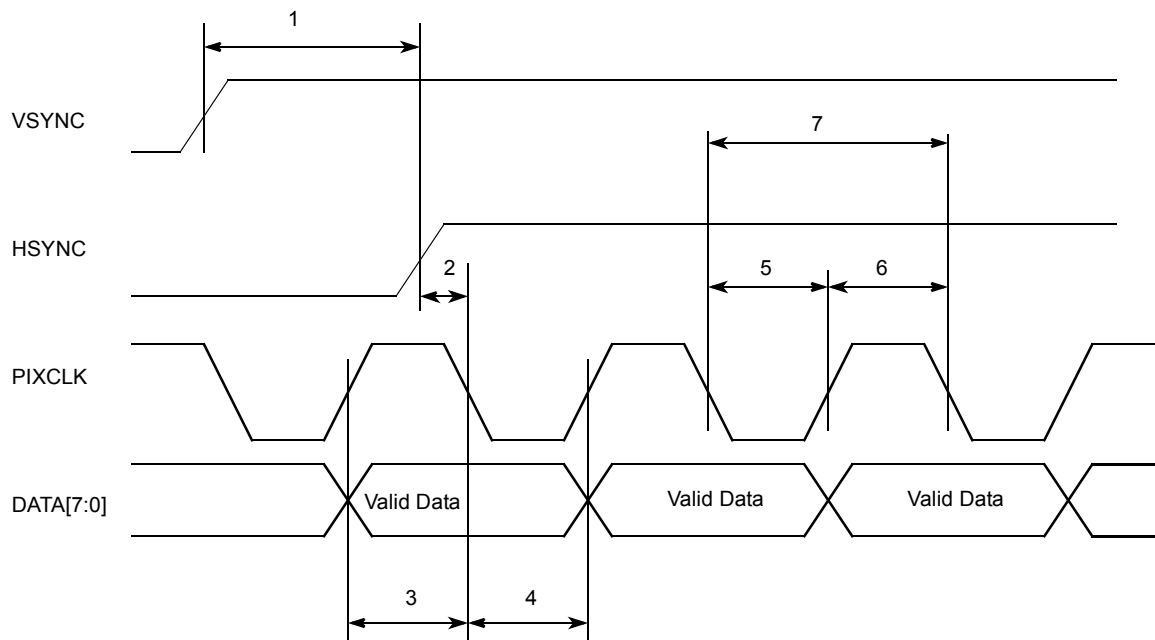 1
VSYNC
7
HSYNC
2
5
6
PIXCLK
DATA[7:0]
Valid Data
Valid Data
Valid Data
3
4